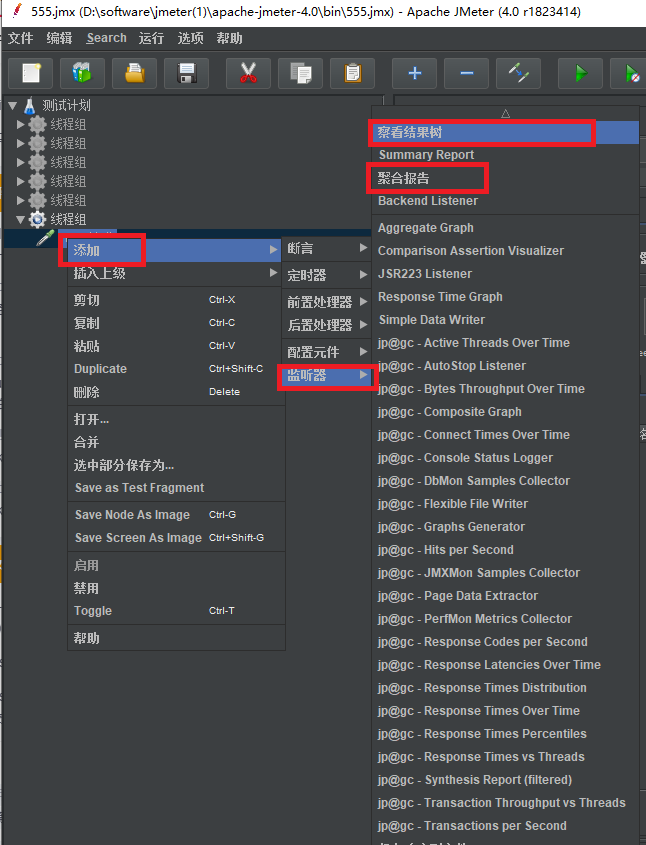 555.jmx (D:\software\jmeter(1)\apache-jmeter-4.0\bin\555.jmx) - Apache JMeter (4.0 r1823414)
文件 编辑 Search 运行 选项 帮助
测试计划
线程组
线程组
线程组
线程组
线程组
线程组
添加
插入上级
剪切 Ctrl-X
复制 Ctrl-C
粘贴 Ctrl-V
Duplicate Ctrl+Shift-C
删除 Delete
打开...
合并
选中部分保存为...
Save as Test Fragment
Save Node As Image Ctrl-G
Save Screen As Image Ctrl+Shift-G
启用
禁用
Toggle Ctrl-T
帮助
断言
定时器
前置处理器
后置处理器
配置元件
监听器
察看结果树
Summary Report
聚合报告
Backend Listener
Aggregate Graph
Comparison Assertion Visualizer
JSR223 Listener
Response Time Graph
Simple Data Writer
jp@gc - Active Threads Over Time
jp@gc - AutoStop Listener
jp@gc - Bytes Throughput Over Time
jp@gc - Composite Graph
jp@gc - Connect Times Over Time
jp@gc - Console Status Logger
jp@gc - DbMon Samples Collector
jp@gc - Flexible File Writer
jp@gc - Graphs Generator
jp@gc - Hits per Second
jp@gc - JMXMon Samples Collector
jp@gc - Page Data Extractor
jp@gc - PerfMon Metrics Collector
jp@gc - Response Codes per Second
jp@gc - Response Latencies Over Time
jp@gc - Response Times Distribution
jp@gc - Response Times Over Time
jp@gc - Response Times Percentiles
jp@gc - Response Times vs Threads
jp@gc - Synthesis Report (filtered)
jp@gc - Transaction Throughput vs Threads
jp@gc - Transactions per Second